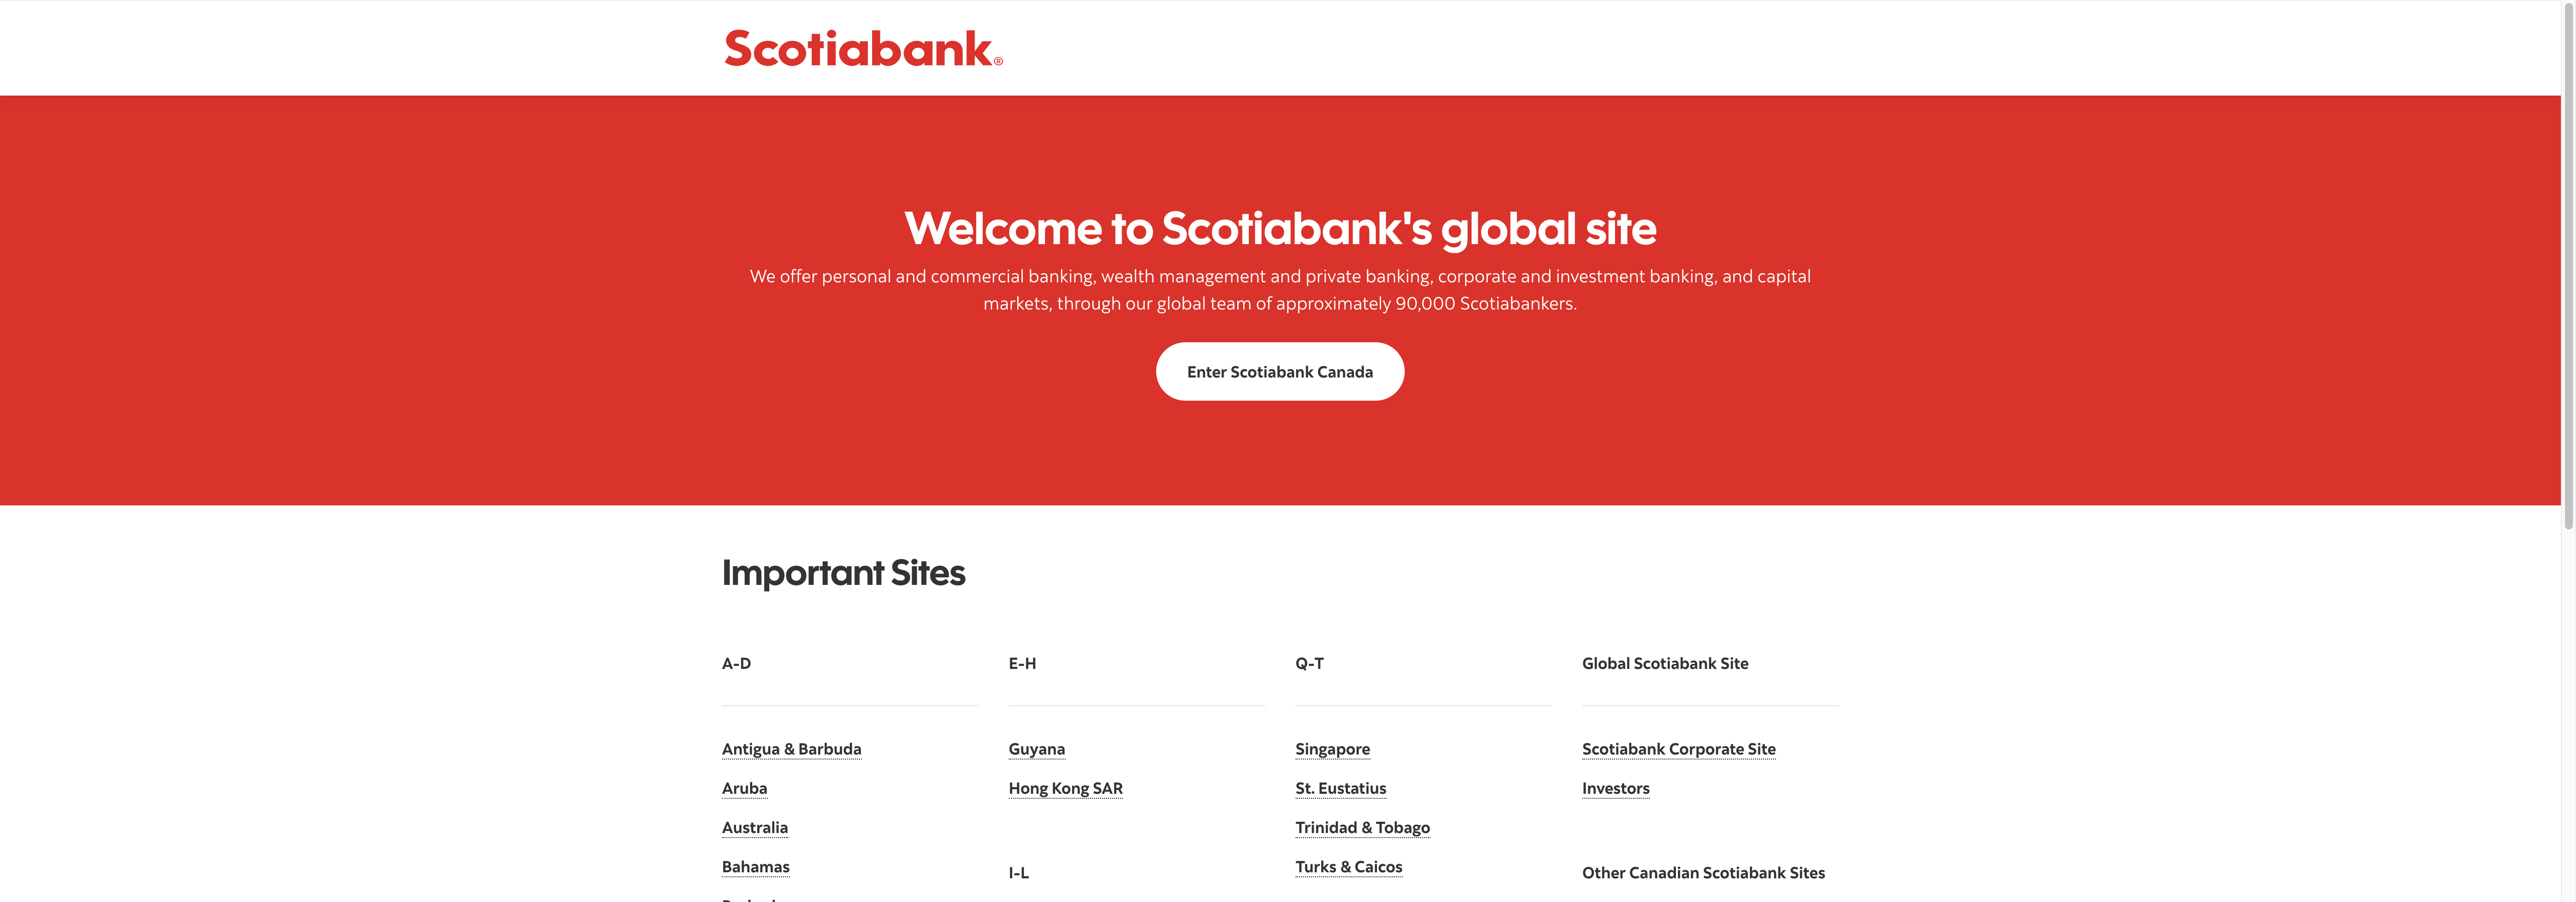 Scotiabank®
Welcome to Scotiabank's global site
We offer personal and commercial banking, wealth management and private banking, corporate and investment banking, and capital
markets, through our global team of approximately 90,000 Scotiabankers.
Enter Scotiabank Canada
Important Sites
A-D
Antigua & Barbuda
Aruba
Australia
Bahamas
E-H
Guyana
Hong Kong SAR
I-L
Q-T
Singapore
St. Eustatius
Trinidad & Tobago
Turks & Caicos
Global Scotiabank Site
Scotiabank Corporate Site
Investors
Other Canadian Scotiabank Sites